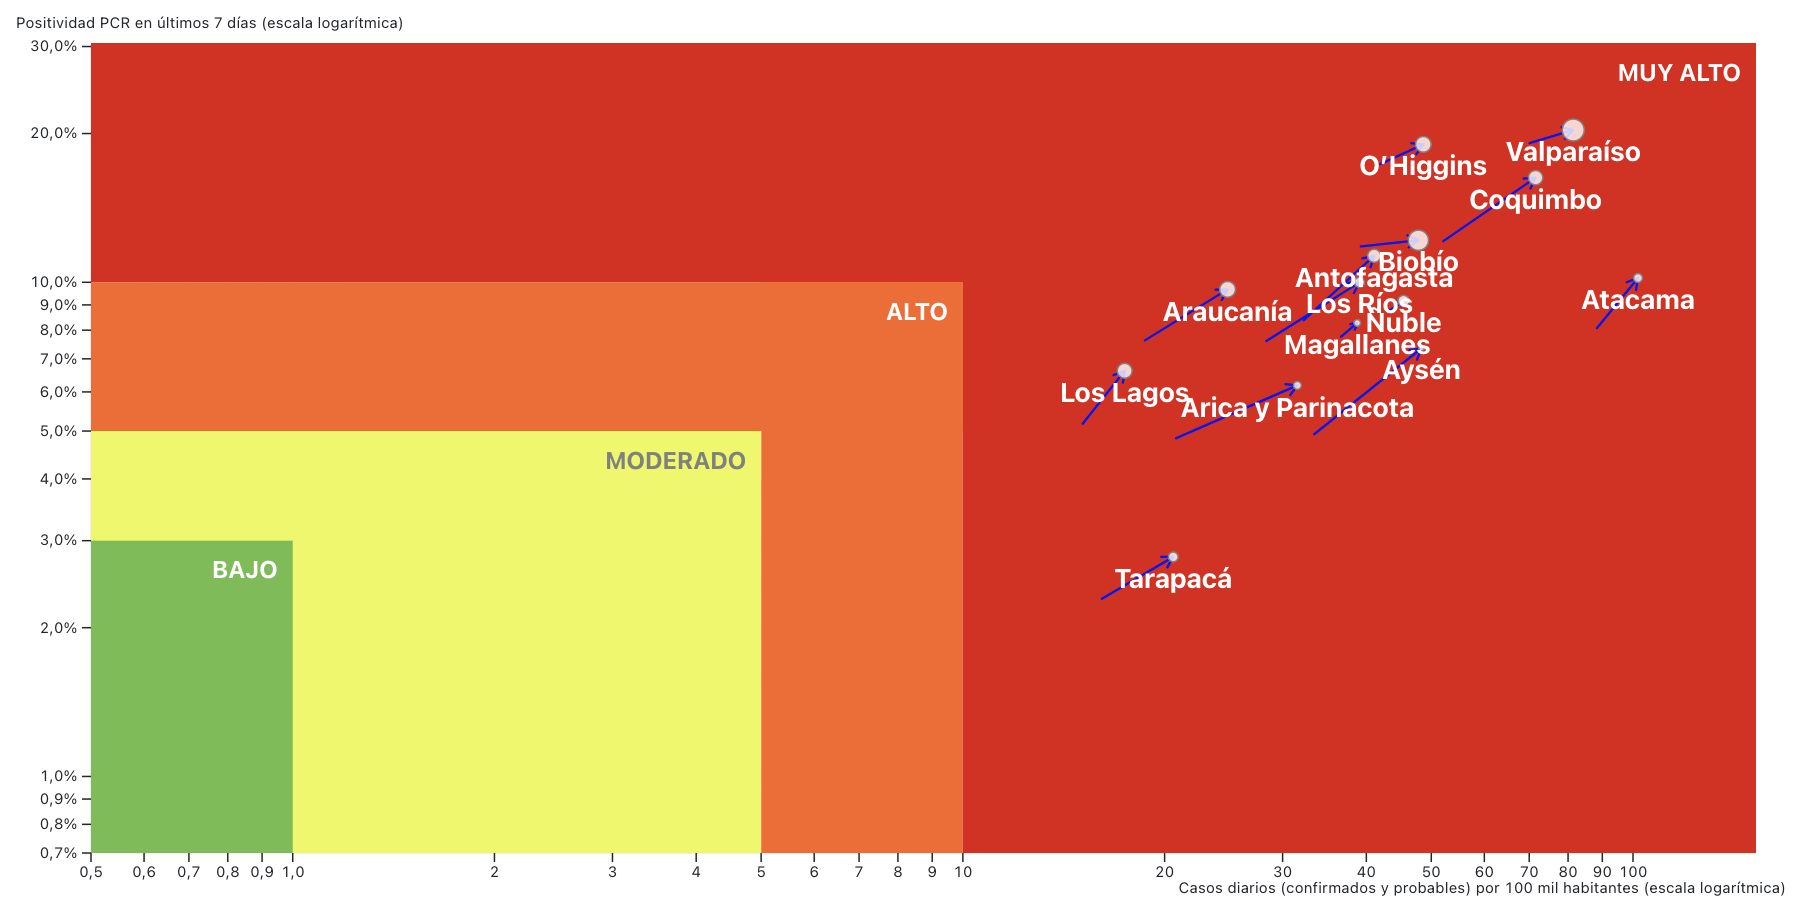 Positividad PCR en últimos 7 días (escala logarítmica)
30,0%
MUY ALTO
20,0%
Valparaíso
O'Higgins
Coquimbo
Biobío
10,0%
Antofagasta
Atacama
9,0%
Los Ríos
ALTO
Araucanía
Ñuble
8,0%
Magallanes
7,0%
Aysén
6,0%
Los Lagos
Arica y Parinacota
5,0%
MODERADO
4,0%
3,0%
BAJO
Tarapacá
2,0%
1,0%
0,9%
0,8%
0,7%
0,5 0,6 0,7 0,8 0,9 1,0 2 3 4 5 6 7 8 9 10 20 30 40 50 60 70 80 90 100
Casos diarios (confirmados y probables) por 100 mil habitantes (escala logarítmica)